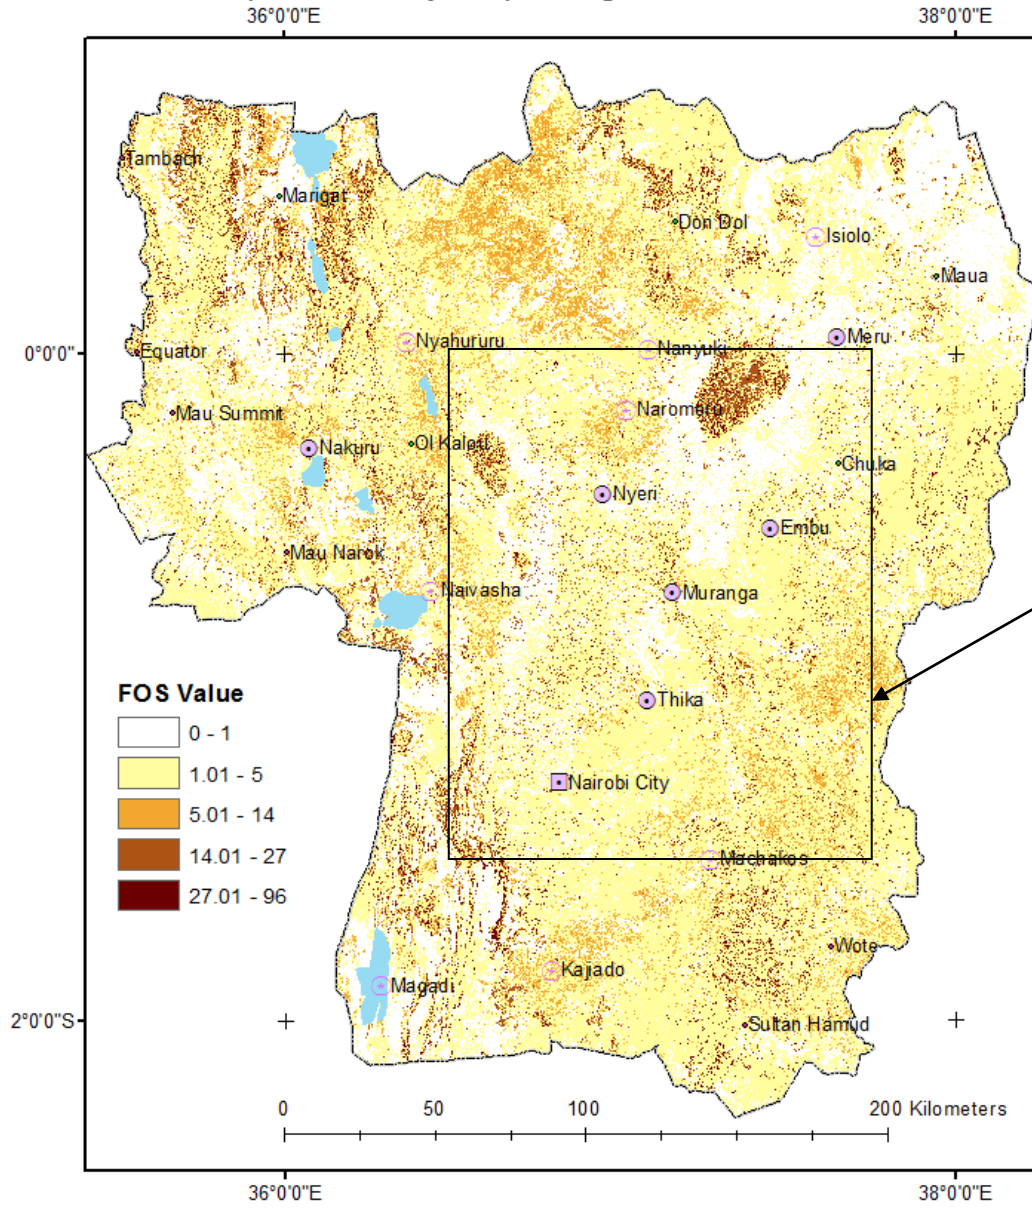 36°0'0"E
38°0'0"E
Tambach
Marigat
Don Dol
Isiolo
Maua
Nyahururu
Nanyuki
Meru
0°0'0"
Equator
Mau Summit
Naromoru
Nakuru
Ol Kalou
Chuka
Nyeri
Embu
Mau Narok
Naivasha
Muranga
FOS Value
0 - 1
1.01 - 5
5.01 - 14
14.01 - 27
27.01 - 96
Thika
Nairobi City
Machakos
Wote
Kajiado
Magadi
2°0'0"S
Sultan Hamud
0 50 100 200 Kilometers
36°0'0"E
38°0'0"E